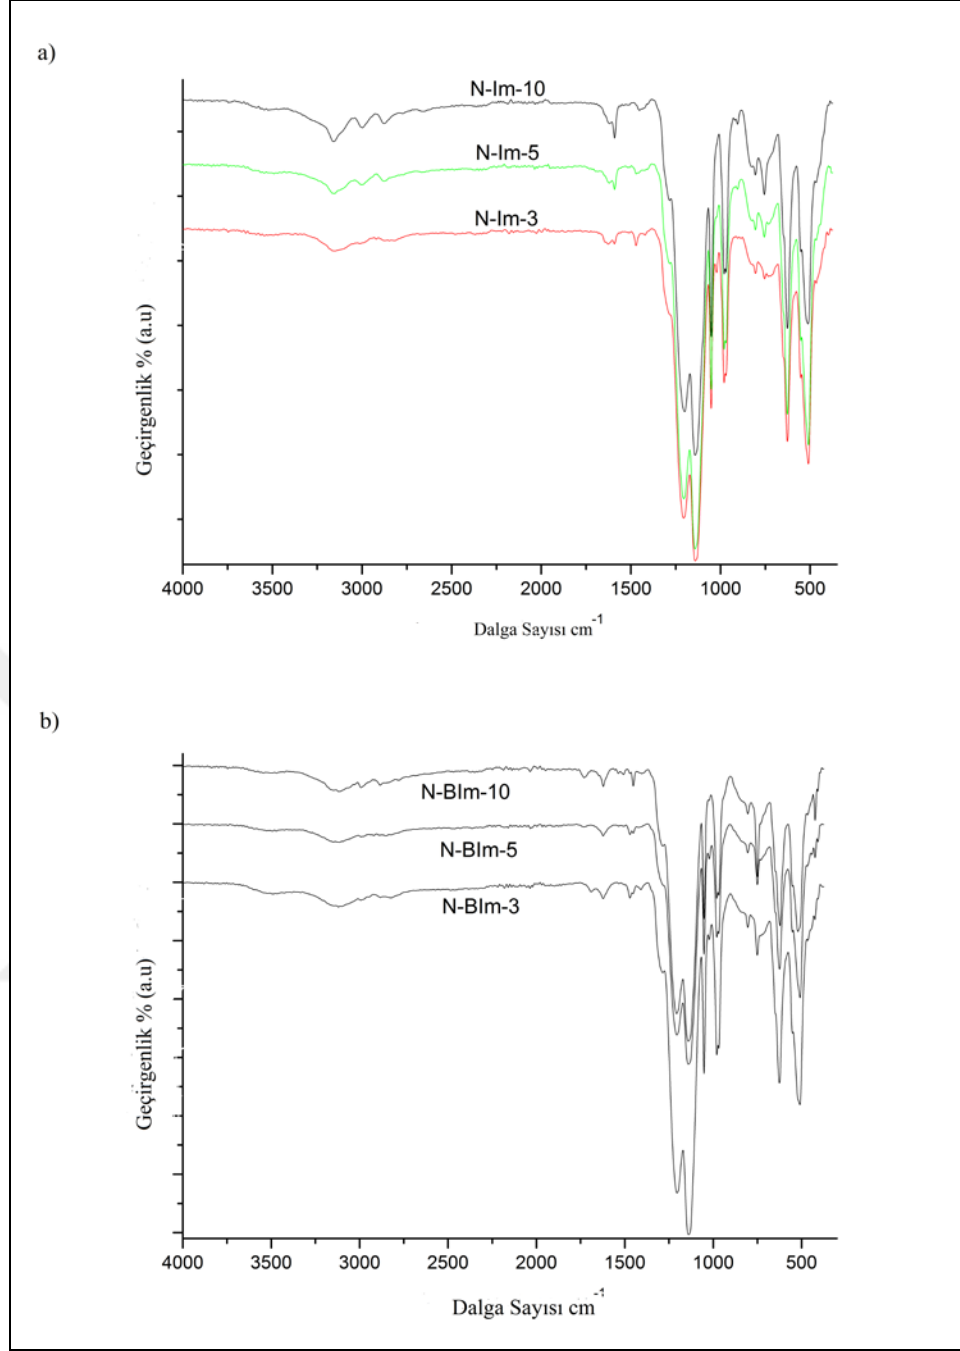 a)
N-Im-10
N-Im-5
N-Im-3
Geçirgenlik % (a.u)
4000 3500 3000 2500 2000 1500 1000 500
Dalga Sayısı cm-1
b)
N-BIm-10
N-BIm-5
N-BIm-3
Geçirgenlik % (a.u)
4000 3500 3000 2500 2000 1500 1000 500
Dalga Sayısı cm-1